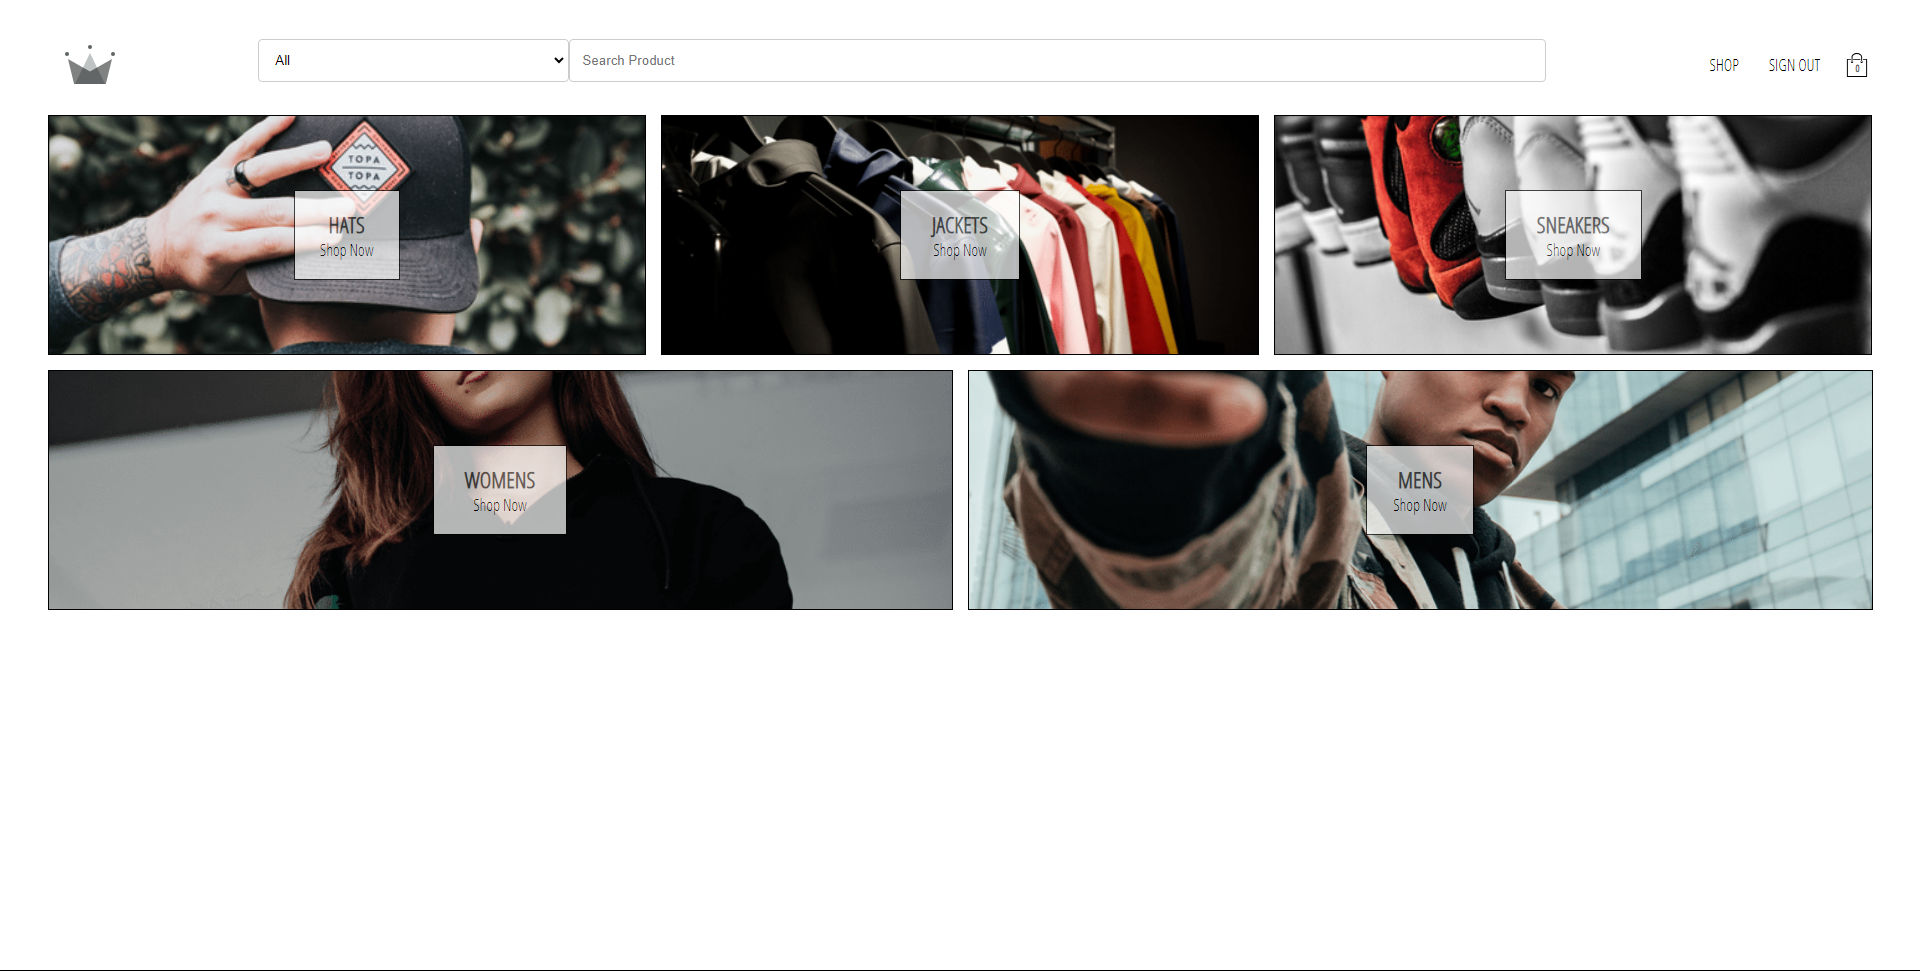 All
Search Product
SHOP
SIGN OUT
0
TOPA
TOPA
HATS
Shop Now
JACKETS
Shop Now
SNEAKERS
Shop Now
WOMENS
Shop Now
MENS
Shop Now